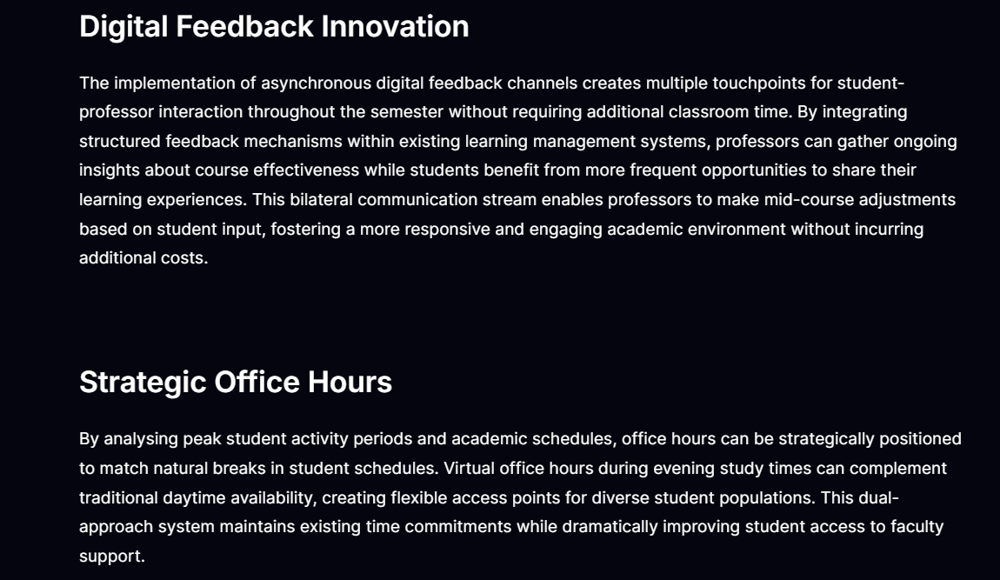 Digital Feedback Innovation
The implementation of asynchronous digital feedback channels creates multiple touchpoints for student-
professor interaction throughout the semester without requiring additional classroom time. By integrating
structured feedback mechanisms within existing learning management systems, professors can gather ongoing
insights about course effectiveness while students benefit from more frequent opportunities to share their
learning experiences. This bilateral communication stream enables professors to make mid-course adjustments
based on student input, fostering a more responsive and engaging academic environment without incurring
additional costs.
Strategic Office Hours
By analysing peak student activity periods and academic schedules, office hours can be strategically positioned
to match natural breaks in student schedules. Virtual office hours during evening study times can complement
traditional daytime availability, creating flexible access points for diverse student populations. This dual-
approach system maintains existing time commitments while dramatically improving student access to faculty
support.